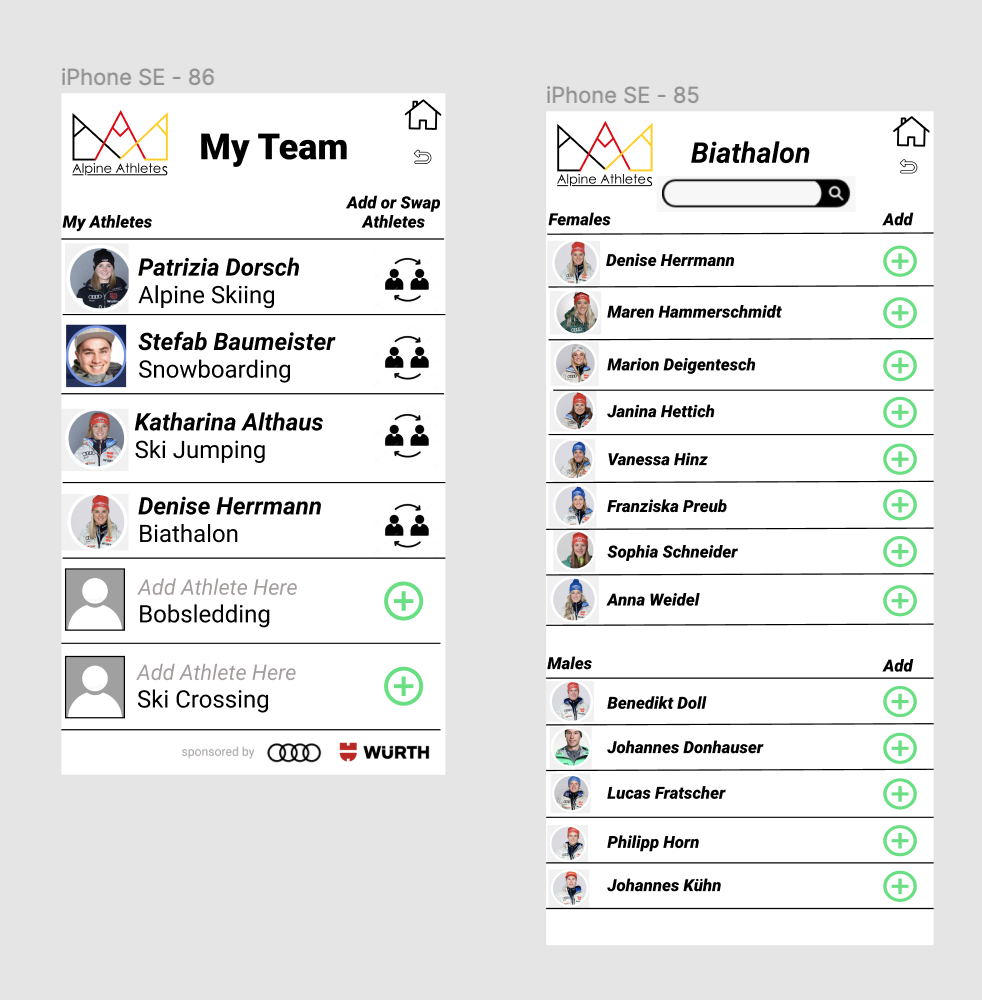 iPhone SE - 86
Alpine Athletes
My Team
My Athletes
Add or Swap
Athletes
Patrizia Dorsch
Alpine Skiing
Stefab Baumeister
Snowboarding
Katharina Althaus
Ski Jumping
Denise Herrmann
Biathalon
Add Athlete Here
Bobsledding
Add Athlete Here
Ski Crossing
sponsored by
WÜRTH
iPhone SE - 85
Alpine Athletes
Biathalon
Females
Add
Denise Herrmann
Maren Hammerschmidt
Marion Deigentesch
Janina Hettich
Vanessa Hinz
Franziska Preub
Sophia Schneider
Anna Weidel
Males
Add
Benedikt Doll
Johannes Donhauser
Lucas Fratscher
Philipp Horn
Johannes Kühn